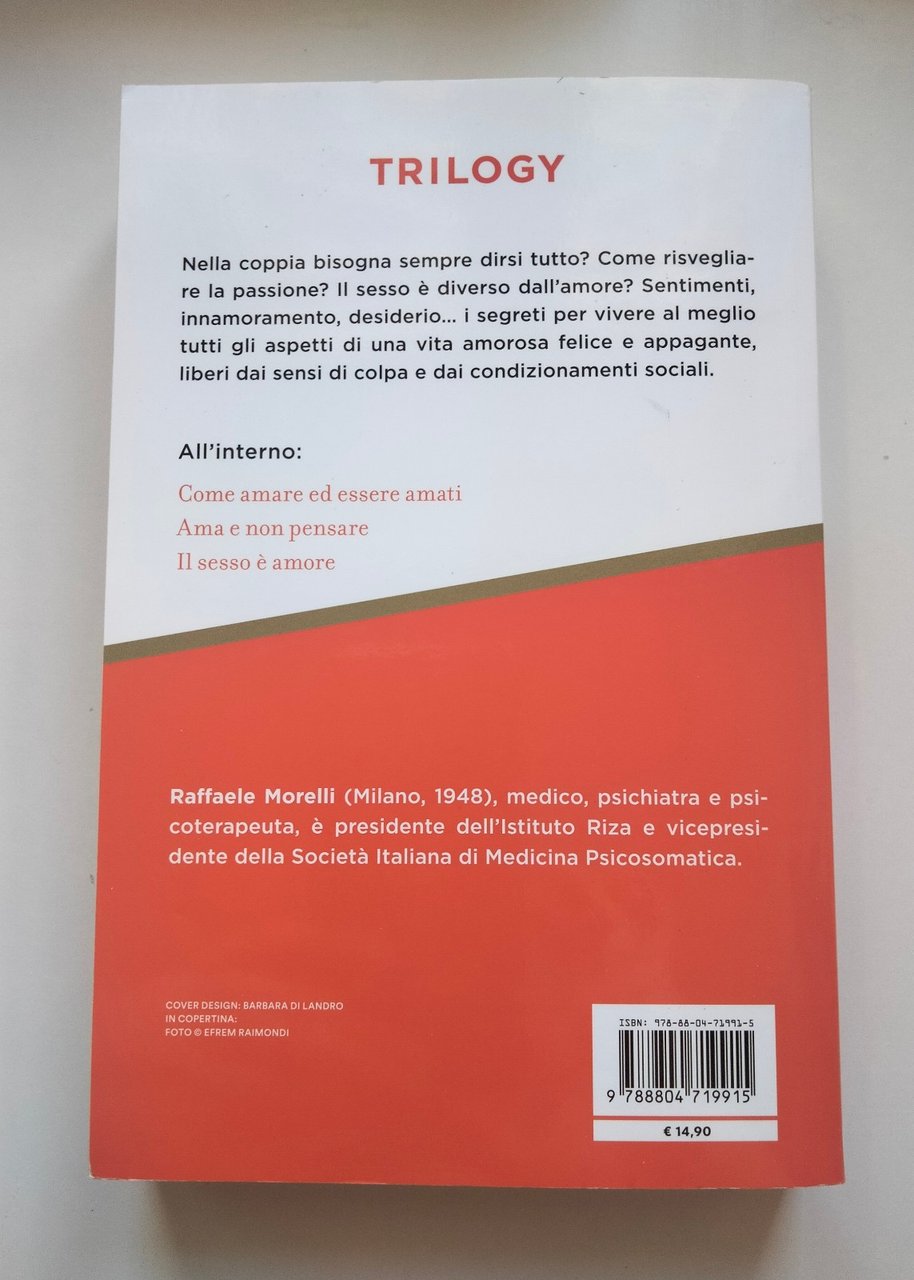 TRILOGY
Nella coppia bisogna sempre dirsi tutto? Come risveglia-
re la passione? Il sesso è diverso dall'amore? Sentimenti,
innamoramento, desiderio... i segreti per vivere al meglio
tutti gli aspetti di una vita amorosa felice e appagante,
liberi dai sensi di colpa e dai condizionamenti sociali.
All'interno:
Come amare ed essere amati
Ama e non pensare
Il sesso è amore
Raffaele Morelli (Milano, 1948), medico, psichiatra e psi-
coterapeuta, è presidente dell'Istituto Riza e vicepresi-
dente della Società Italiana di Medicina Psicosomatica.
COVER DESIGN: BARBARA DI LANDRO
IN COPERTINA:
FOTO © EFREM RAIMONDI
ISBN: 978-88-04-71991-5
9 788804 719915
€ 14,90